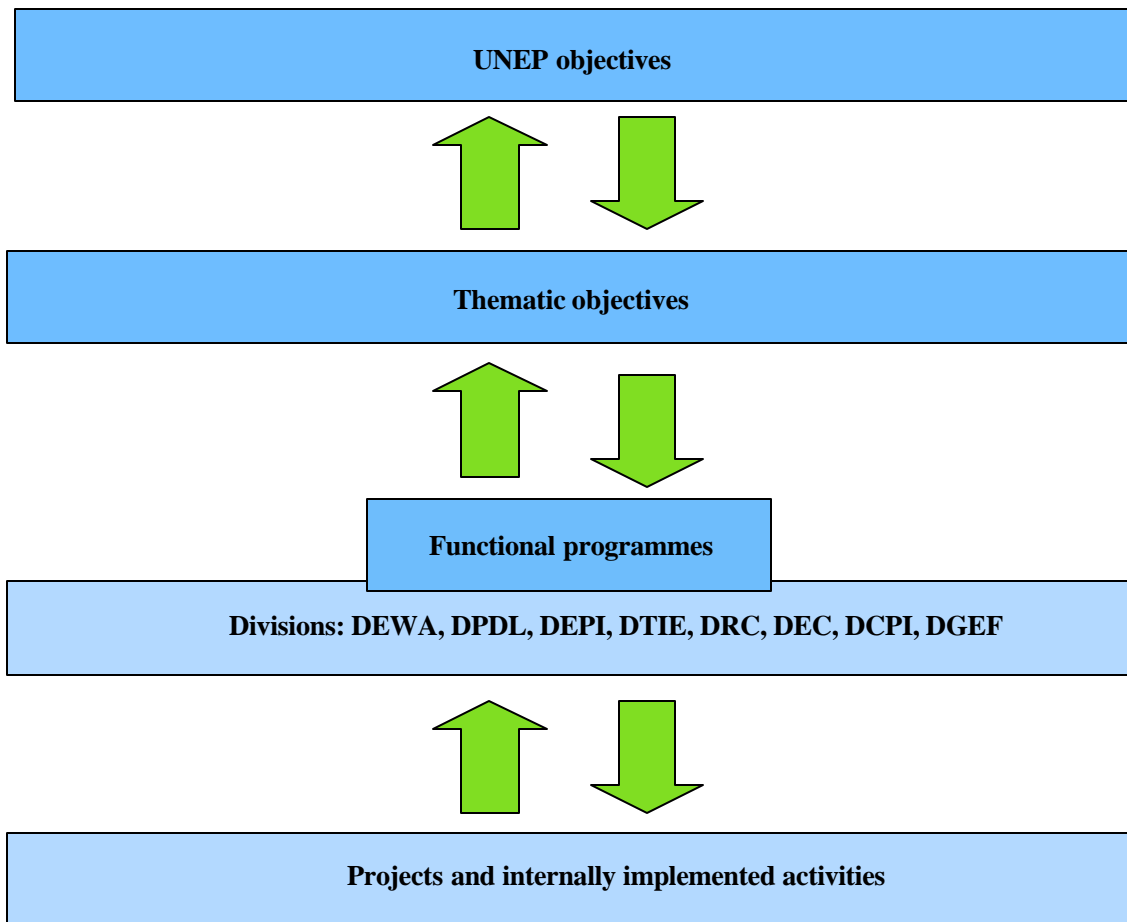 UNEP objectives
Thematic objectives
Functional programmes
Divisions: DEWA, DPDL, DEPI, DTIE, DRC, DEC, DCPI, DGEF
Projects and internally implemented activities